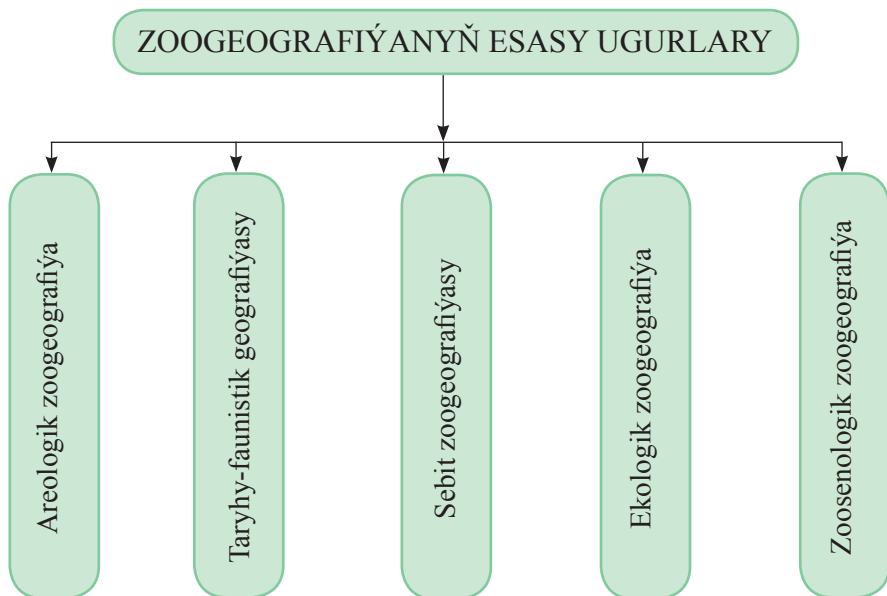 ZOOGEOGRAFIÝANYŇ ESASY UGURLARY
Areologik zoogeografiýa
Taryhy-faunistik geografiýasy
Sebit zoogeografiýasy
Ekologik zoogeografiýa
Zoosenologik zoogeografiýa